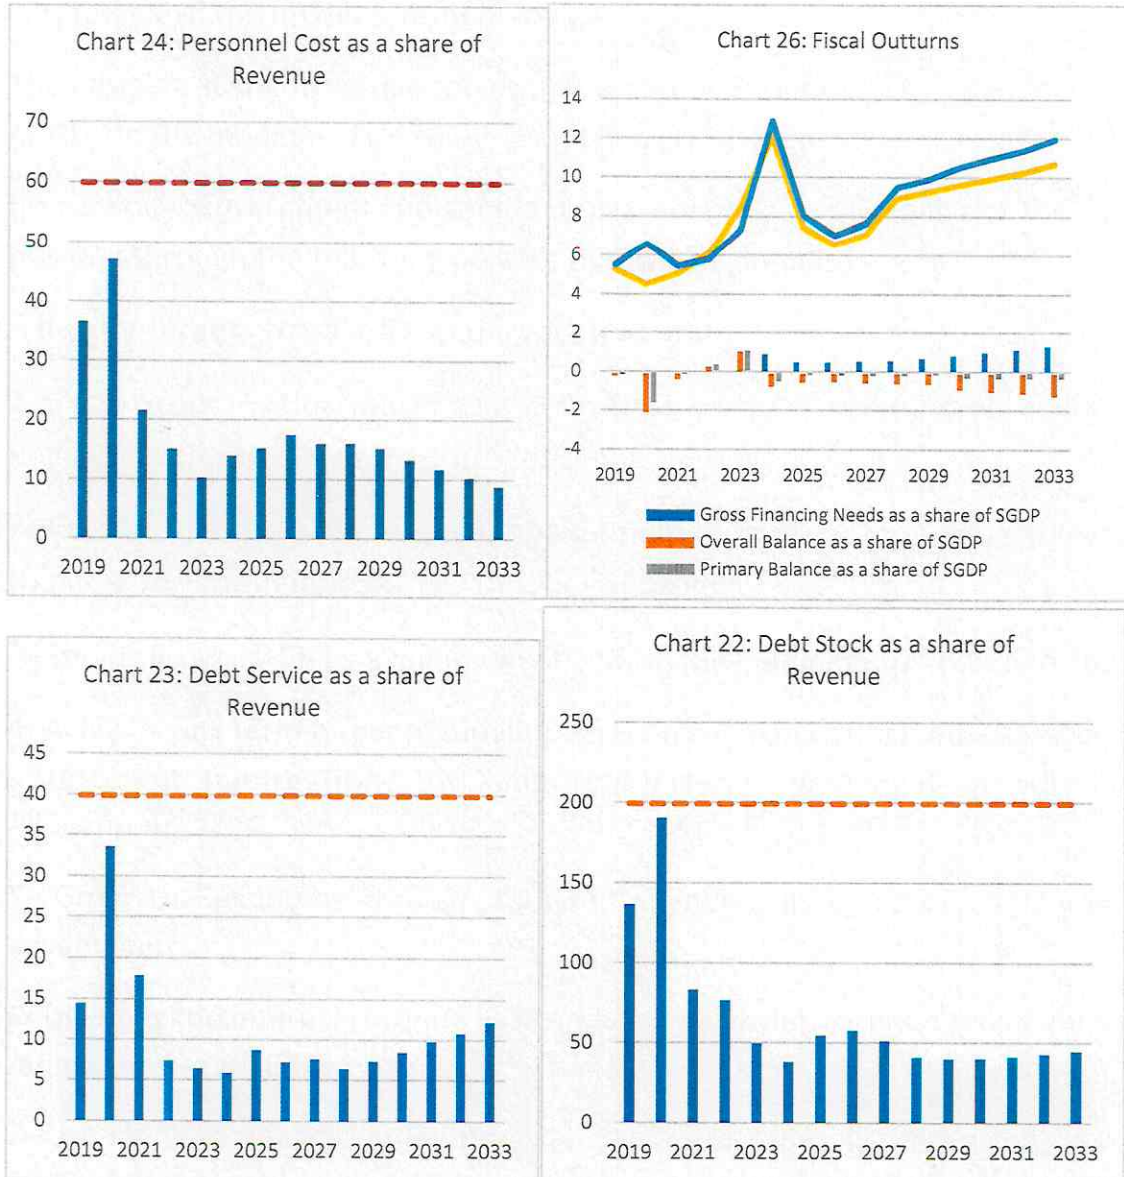 Chart 24: Personnel Cost as a share of
Revenue
70
60
50
40
30
20
10
0
2019 2021 2023 2025 2027 2029 2031 2033
Chart 26: Fiscal Outturns
14
12
10
8
6
4
2
0
-2
-4
2019 2021 2023 2025 2027 2029 2031 2033
Gross Financing Needs as a share of SGDP
Overall Balance as a share of SGDP
Primary Balance as a share of SGDP
Chart 23: Debt Service as a share of
Revenue
45
40
35
30
25
20
15
10
5
0
2019 2021 2023 2025 2027 2029 2031 2033
Chart 22: Debt Stock as a share of
Revenue
250
200
150
100
50
0
2019 2021 2023 2025 2027 2029 2031 2033